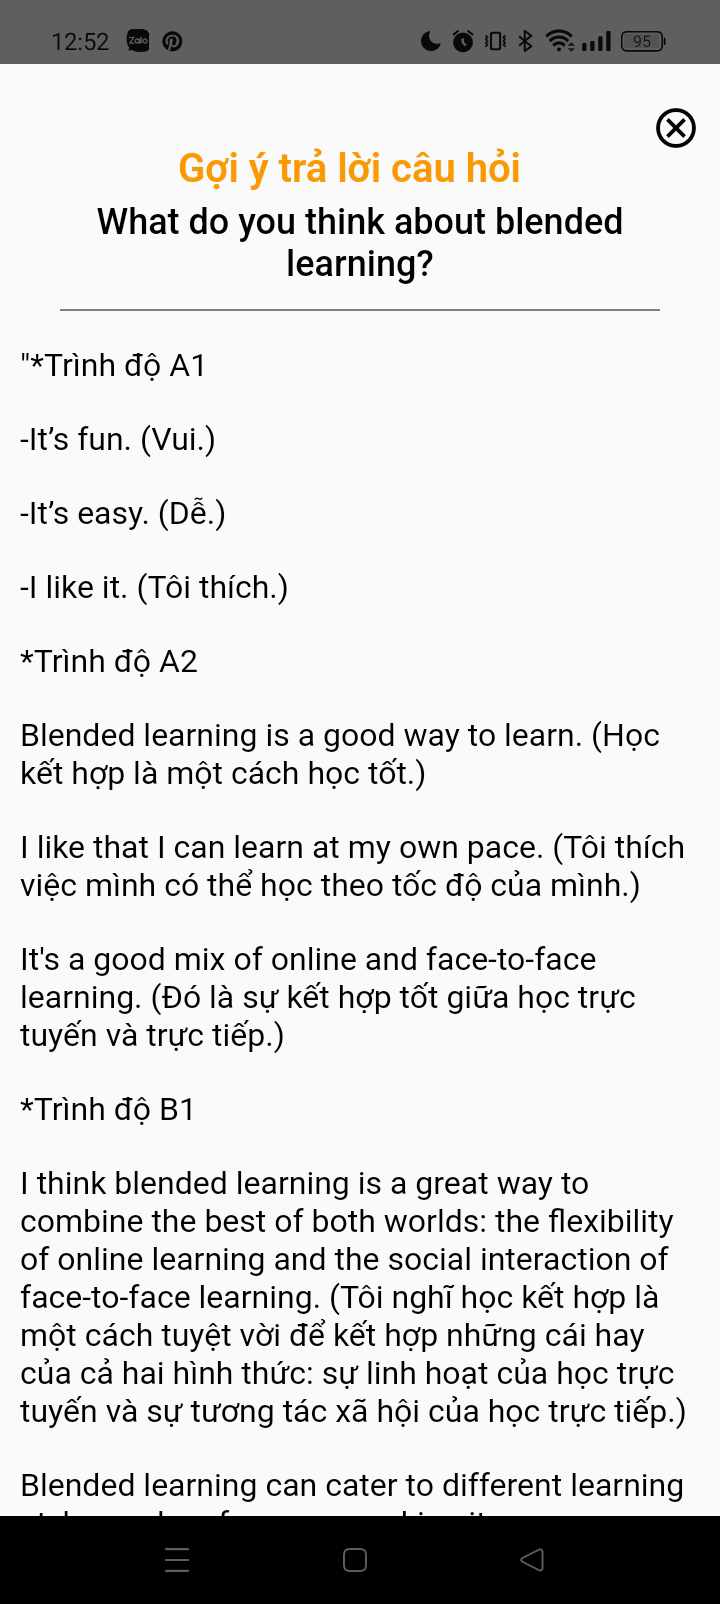 12:52
Zalo
95
Gợi ý trả lời câu hỏi
What do you think about blended
learning?
"*Trình độ A1
-It’s fun. (Vui.)
-It’s easy. (Dễ.)
-I like it. (Tôi thích.)
*Trình độ A2
Blended learning is a good way to learn. (Học
kết hợp là một cách học tốt.)
I like that I can learn at my own pace. (Tôi thích
việc mình có thể học theo tốc độ của mình.)
It's a good mix of online and face-to-face
learning. (Đó là sự kết hợp tốt giữa học trực
tuyến và trực tiếp.)
*Trình độ B1
I think blended learning is a great way to
combine the best of both worlds: the flexibility
of online learning and the social interaction of
face-to-face learning. (Tôi nghĩ học kết hợp là
một cách tuyệt vời để kết hợp những cái hay
của cả hai hình thức: sự linh hoạt của học trực
tuyến và sự tương tác xã hội của học trực tiếp.)
Blended learning can cater to different learning